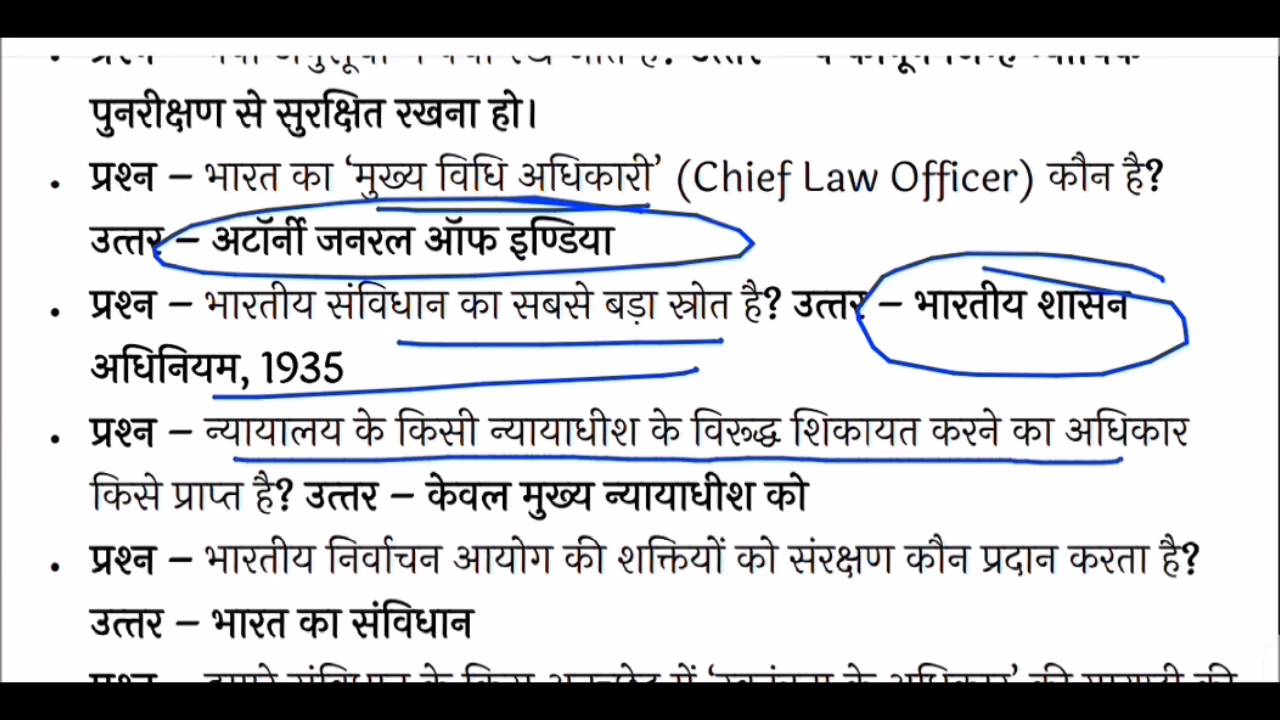 पुनरीक्षण से सुरक्षित रखना हो।
• प्रश्न – भारत का ‘मुख्य विधि अधिकारी’ (Chief Law Officer) कौन है?
उत्तर – अटॉर्नी जनरल ऑफ इण्डिया
• प्रश्न – भारतीय संविधान का सबसे बड़ा स्रोत है? उत्तर – भारतीय शासन
अधिनियम, 1935
• प्रश्न – न्यायालय के किसी न्यायाधीश के विरूद्ध शिकायत करने का अधिकार
किसे प्राप्त है? उत्तर – केवल मुख्य न्यायाधीश को
• प्रश्न – भारतीय निर्वाचन आयोग की शक्तियों को संरक्षण कौन प्रदान करता है?
उत्तर – भारत का संविधान